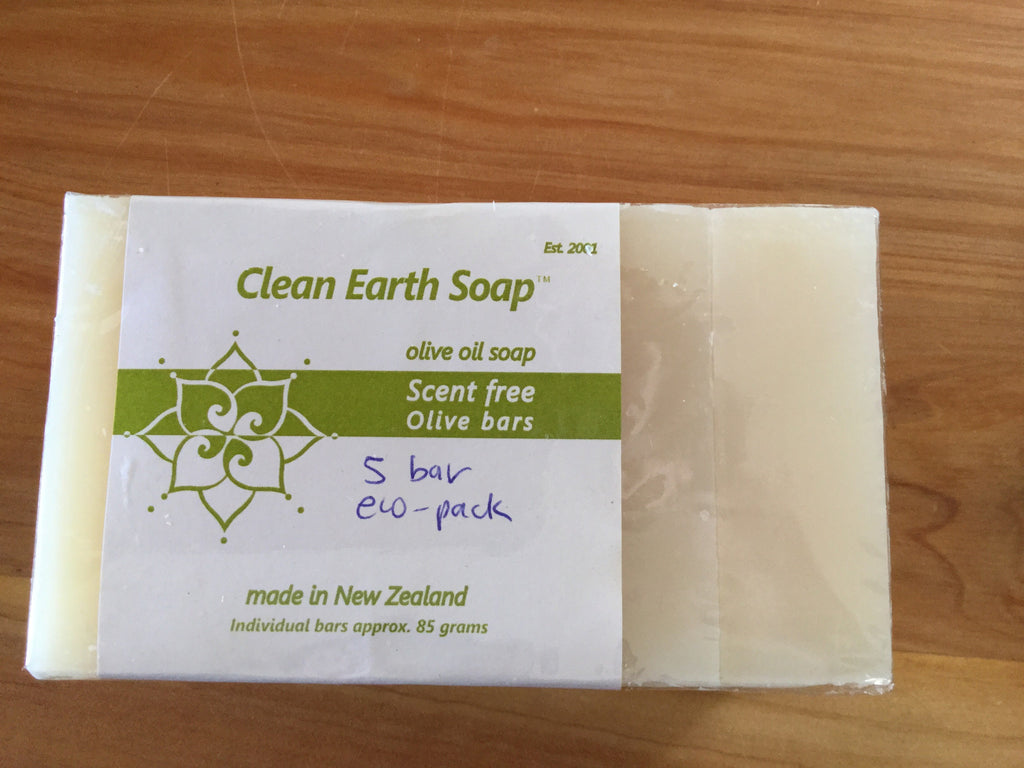 Est. 2001
Clean Earth Soap™
olive oil soap
Scent free
Olive bars
5 bar
eco-pack
made in New Zealand
Individual bars approx. 85 grams